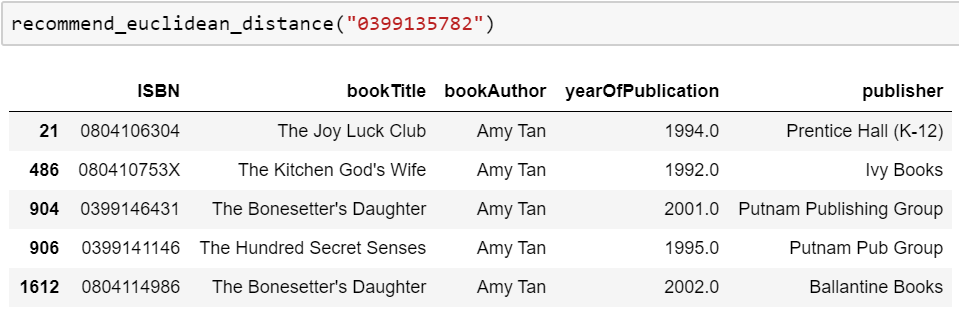 recommend_euclidean_distance("0399135782")
ISBN bookTitle bookAuthor yearOfPublication publisher
21 0804106304 The Joy Luck Club Amy Tan 1994.0 Prentice Hall (K-12)
486 080410753X The Kitchen God's Wife Amy Tan 1992.0 Ivy Books
904 0399146431 The Bonesetter's Daughter Amy Tan 2001.0 Putnam Publishing Group
906 0399141146 The Hundred Secret Senses Amy Tan 1995.0 Putnam Pub Group
1612 0804114986 The Bonesetter's Daughter Amy Tan 2002.0 Ballantine Books